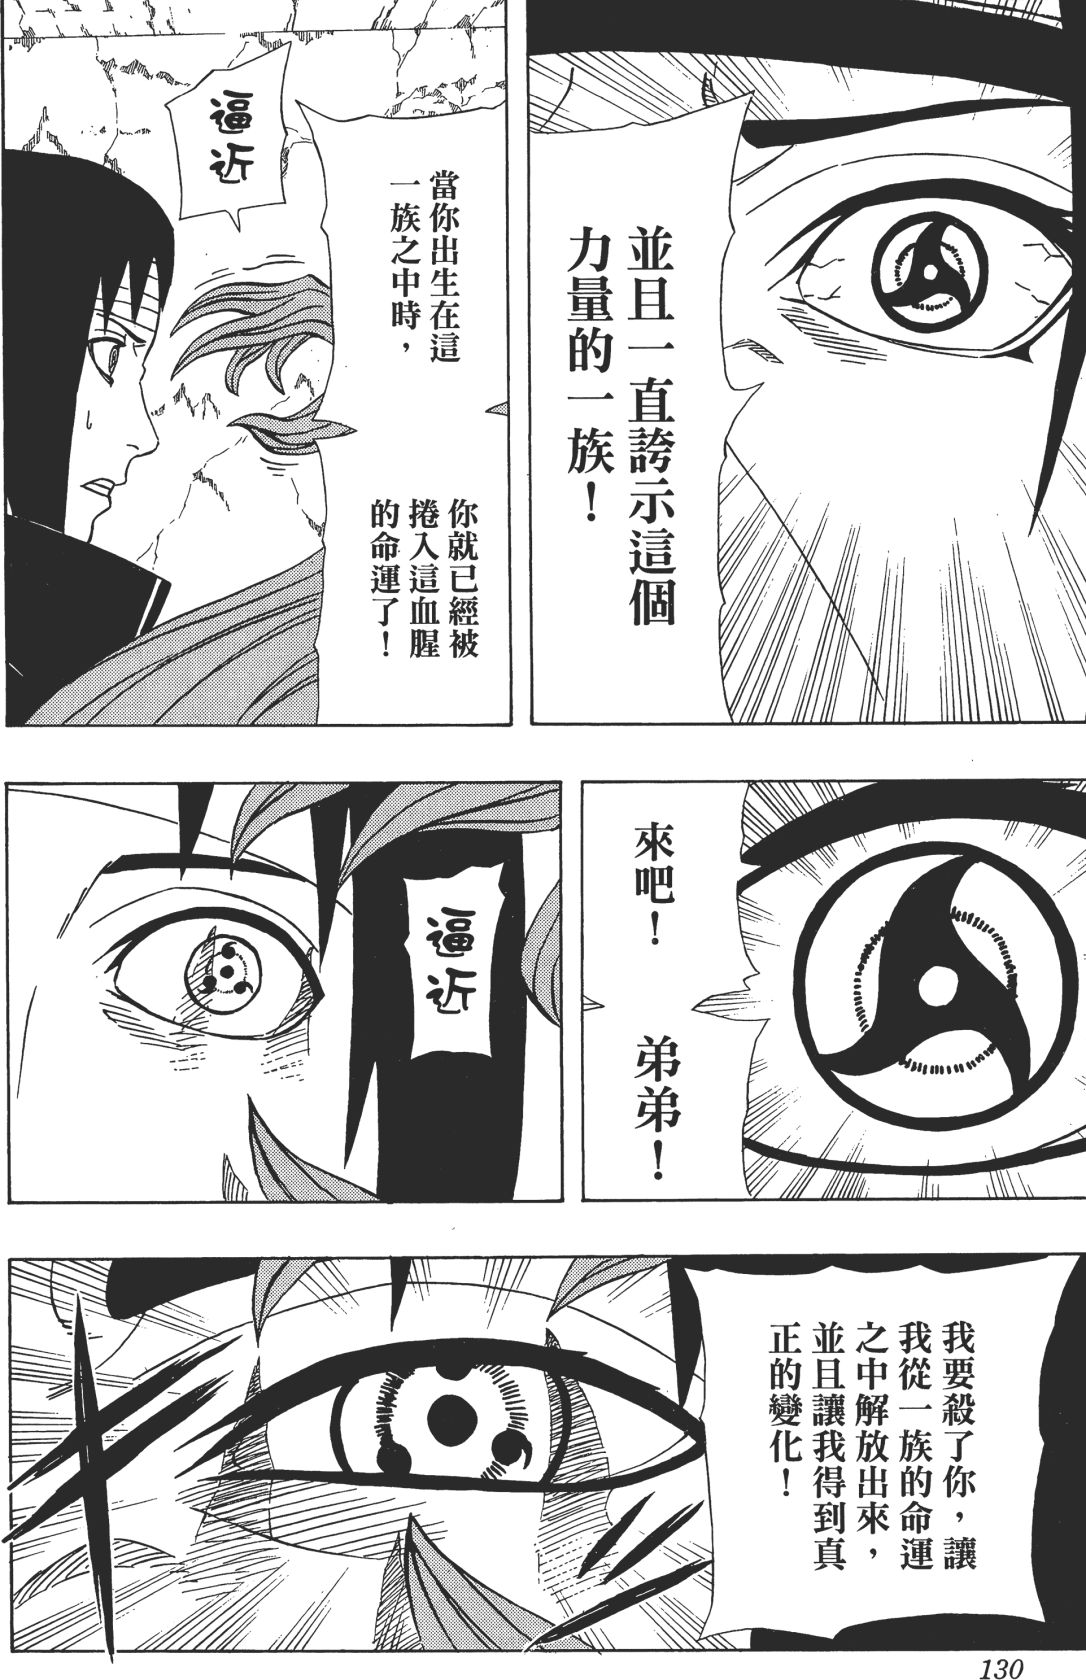 並且一直誇示這個
力量的一族！
當你出生在這
一族之中時，
你就已經被
捲入這血腥
的命運了！
逼近
來吧！
弟弟！
逼近
我要殺了你，讓
我從一族的命運
之中解放出來，
並且讓我得到真
正的變化！
130